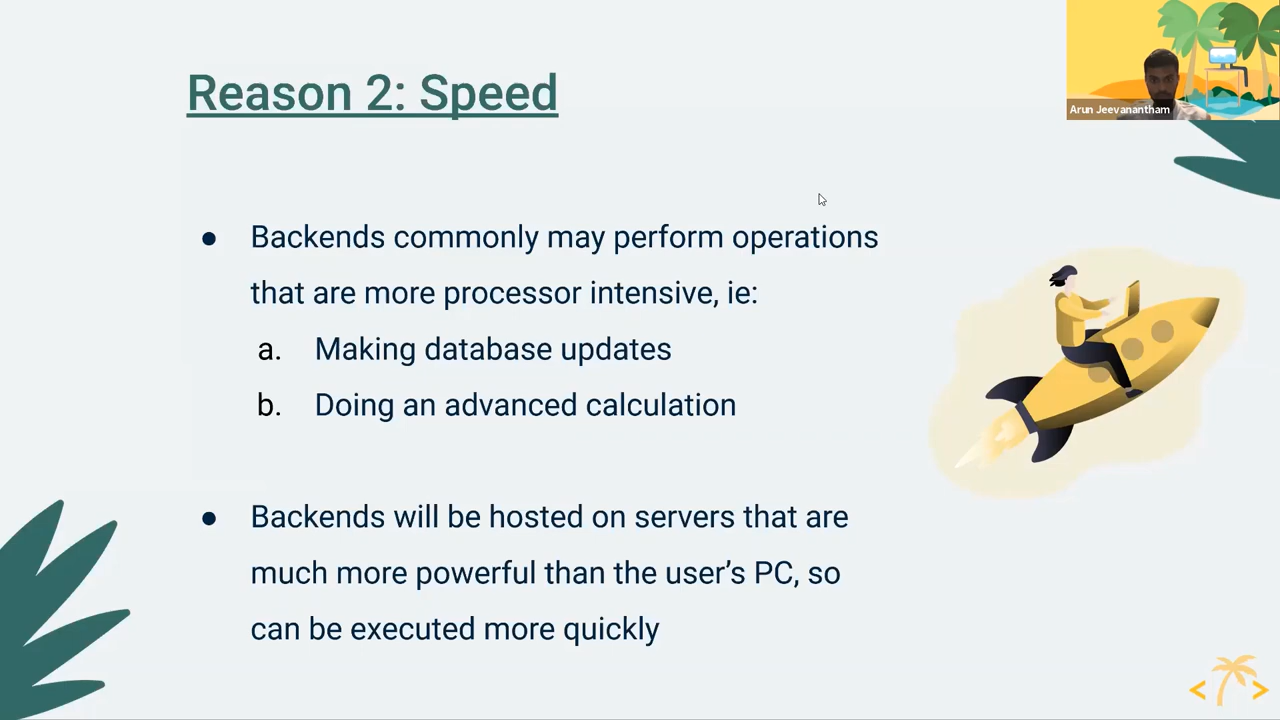 Reason 2: Speed
Arun Jeevanantham
● Backends commonly may perform operations
that are more processor intensive, ie:
a. Making database updates
b. Doing an advanced calculation
● Backends will be hosted on servers that are
much more powerful than the user’s PC, so
can be executed more quickly